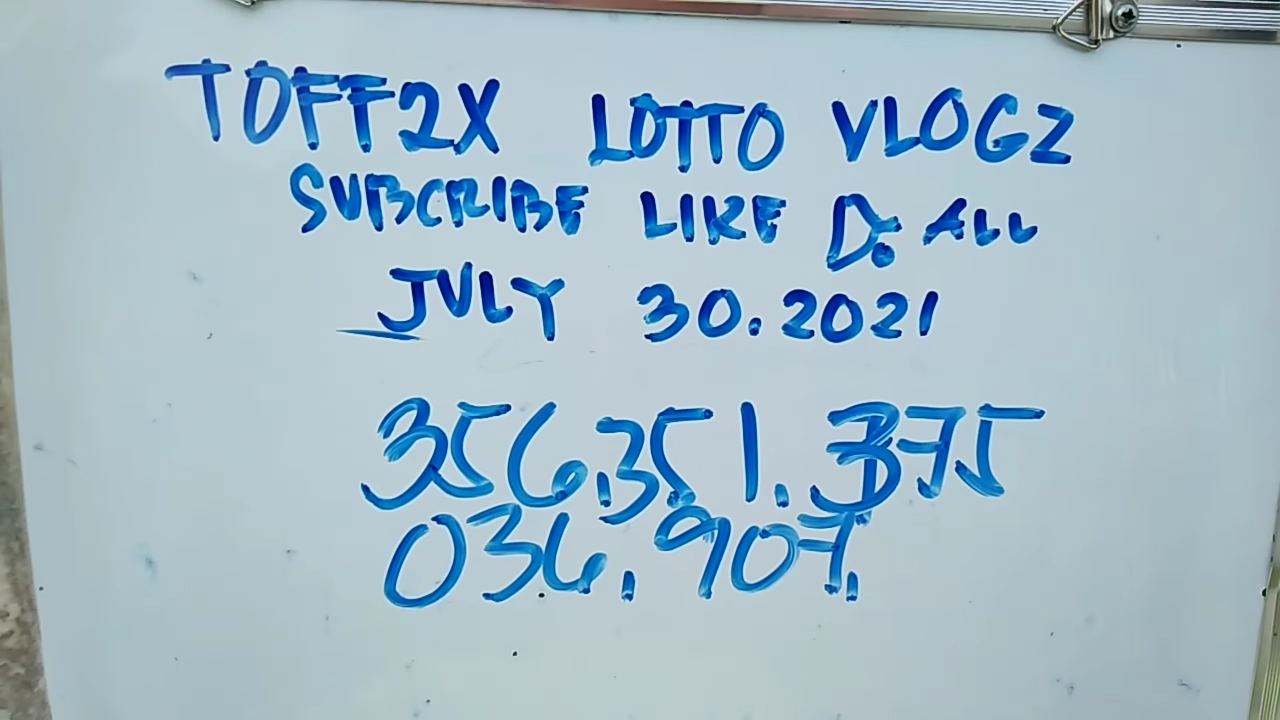 TOFF2X LOTTO VLOGZ
SUBCRIBE LIKE D. ALL
JULY 30.2021
356.351.375
036.907.